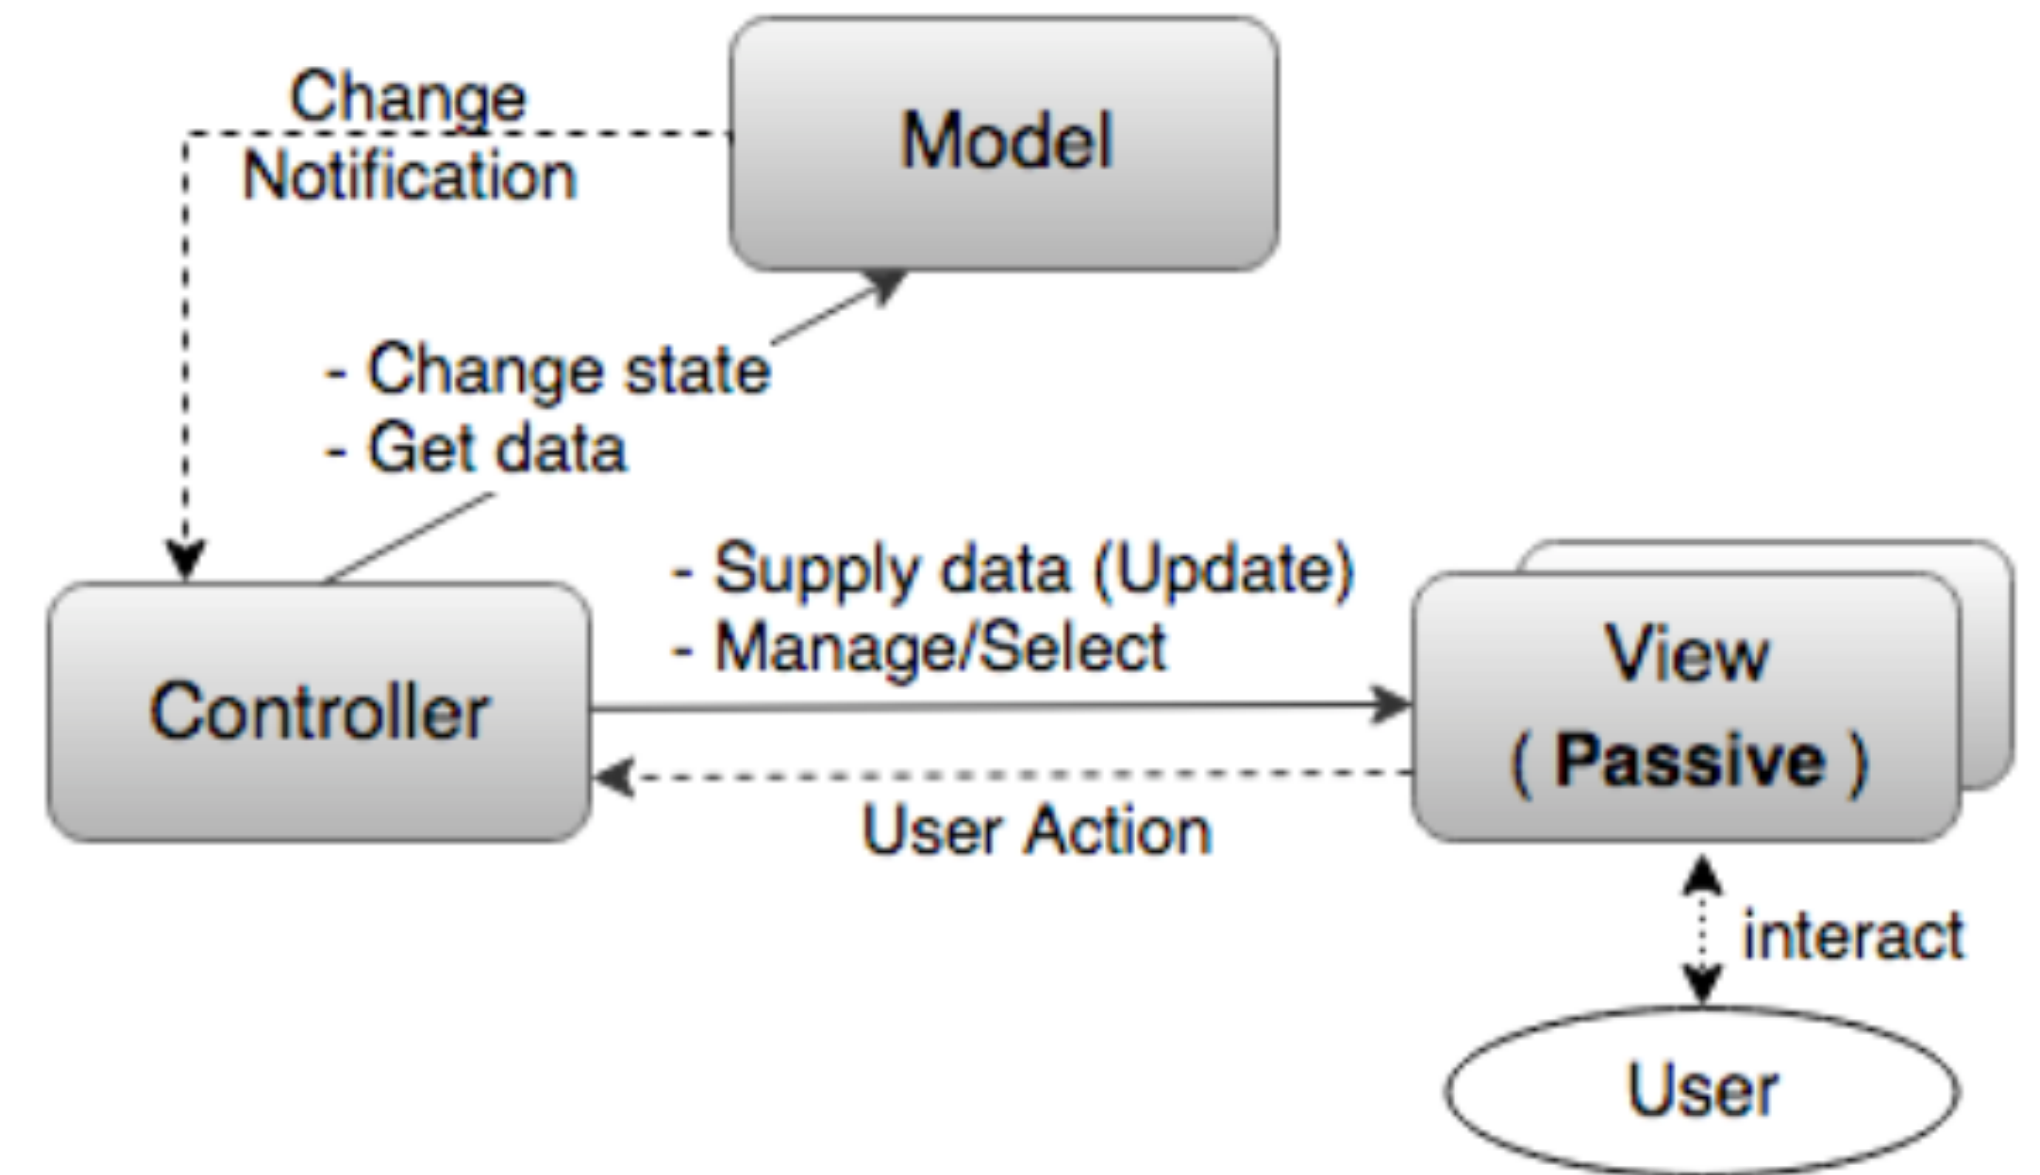 Change
Notification
Model
- Change state
- Get data
- Supply data (Update)
- Manage/Select
Controller
View
( Passive )
User Action
interact
User